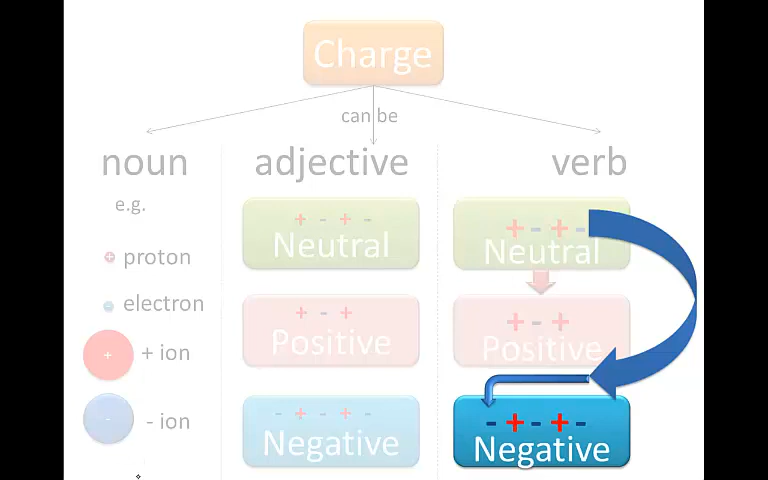 Charge
can be
noun
adjective
verb
e.g.
+ - + -
Neutral
+ - + -
Neutral
+ proton
- electron
+ - +
Positive
+ - +
Positive
+ + ion
- - ion
- + - + -
Negative
- + - + -
Negative